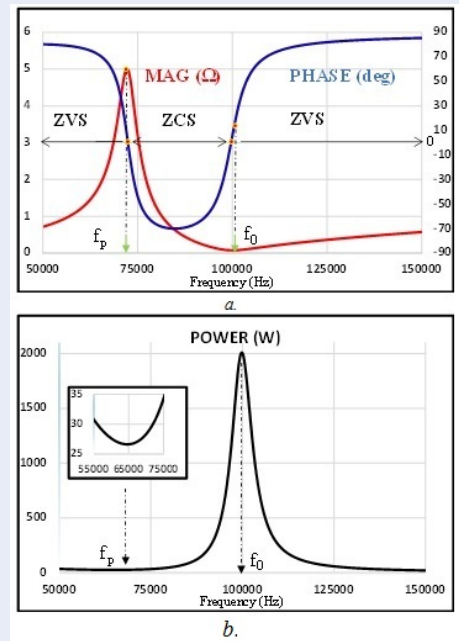 6 90
5 MAG (Ω) PHASE (deg) 70
50
4 30
ZVS ZCS ZVS 10
3 0
-10
2 -30
1 -50
fp f0 -70
0 -90
50000 75000 100000 125000 150000
Frequency (Hz)
a.
POWER (W)
2000
35
1500 30
25
55000 65000 75000
1000
500
fp f0
0
50000 75000 100000 125000 150000
Frequency (Hz)
b.